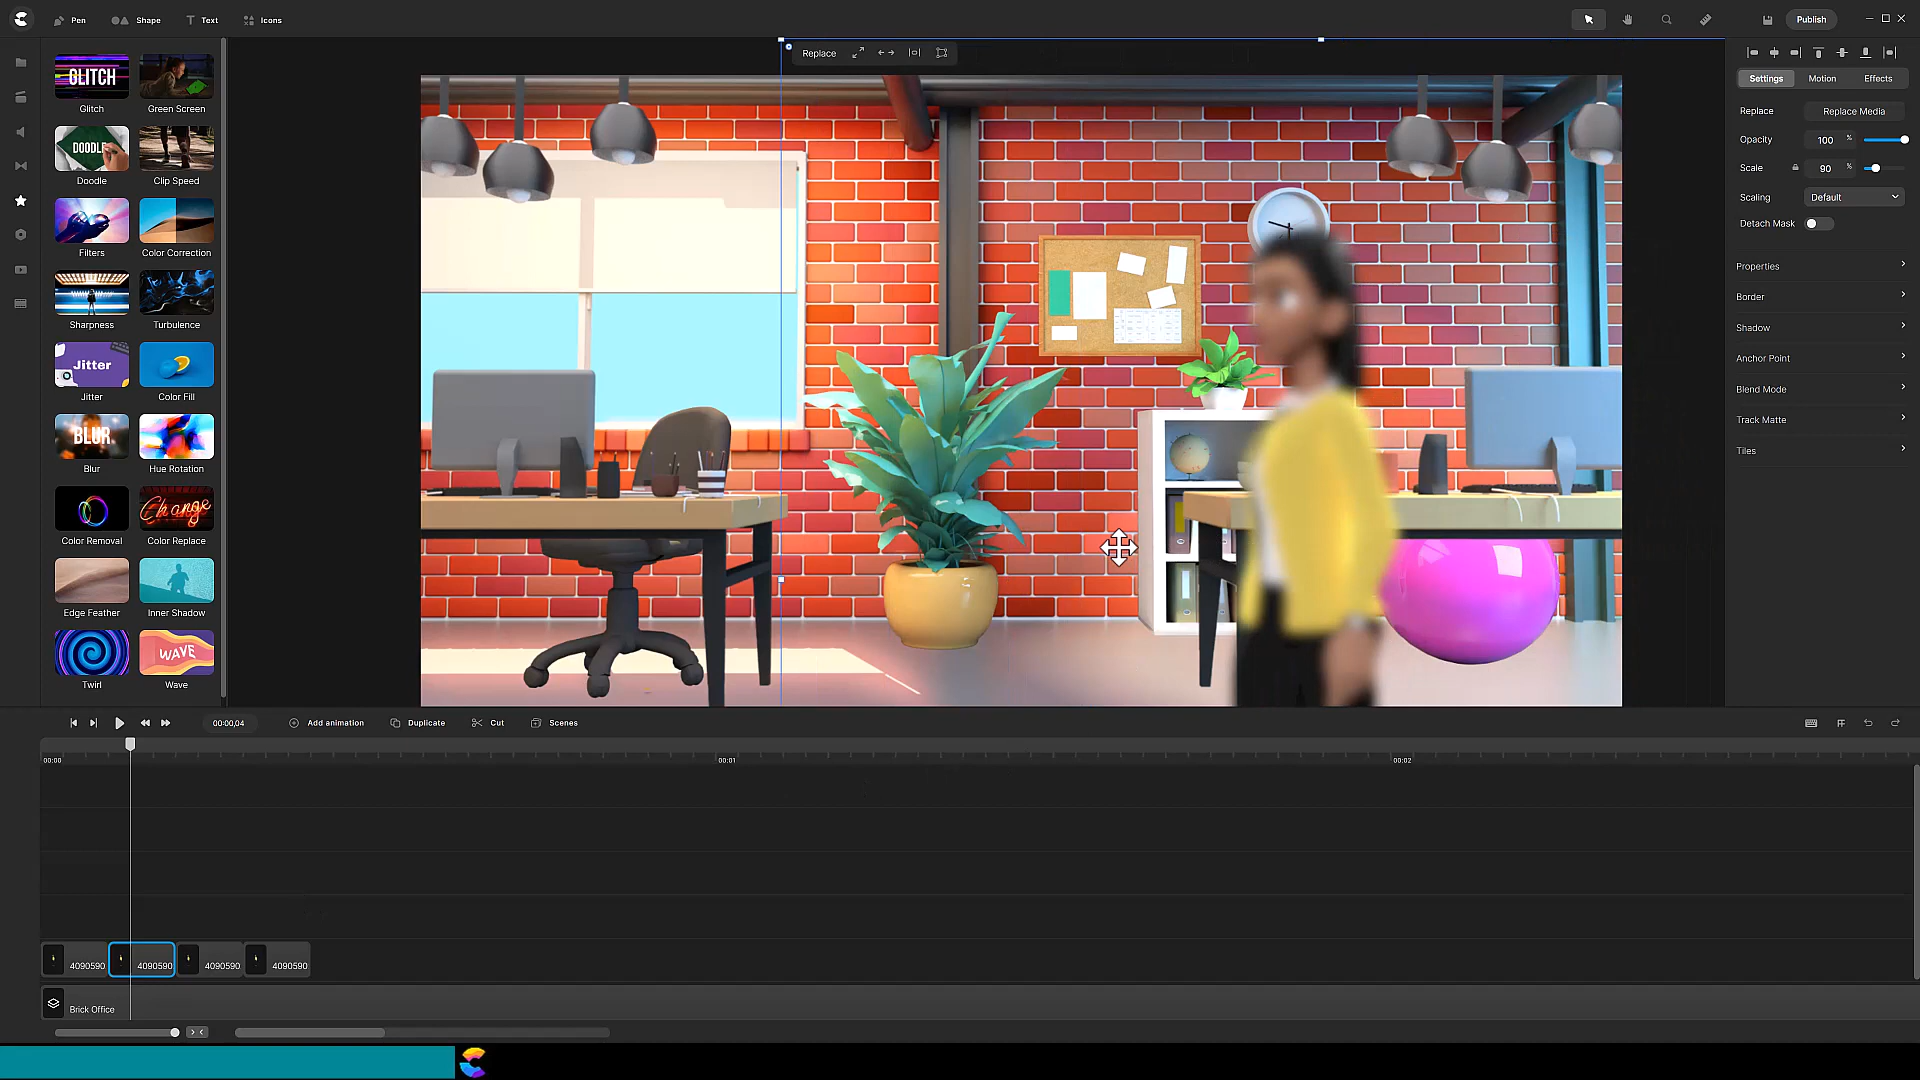 Pen
Shape
Text
Icons
Publish
GLITCH
Glitch
Green Screen
DOODLE
Doodle
Clip Speed
Filters
Color Correction
Sharpness
Turbulence
Jitter
Jitter
Color Fill
BLUR
Blur
Hue Rotation
Color Removal
Change
Color Replace
Edge Feather
Inner Shadow
Twirl
WAVE
Wave
Replace
Settings
Motion
Effects
Replace
Replace Media
Opacity
100
%
Scale
90
%
Scaling
Default
Detach Mask
Properties
Border
Shadow
Anchor Point
Blend Mode
Track Matte
Tiles
00:00,04
Add animation
Duplicate
Cut
Scenes
00:00
00:01
00:02
4090590
4090590
4090590
4090590
Brick Office